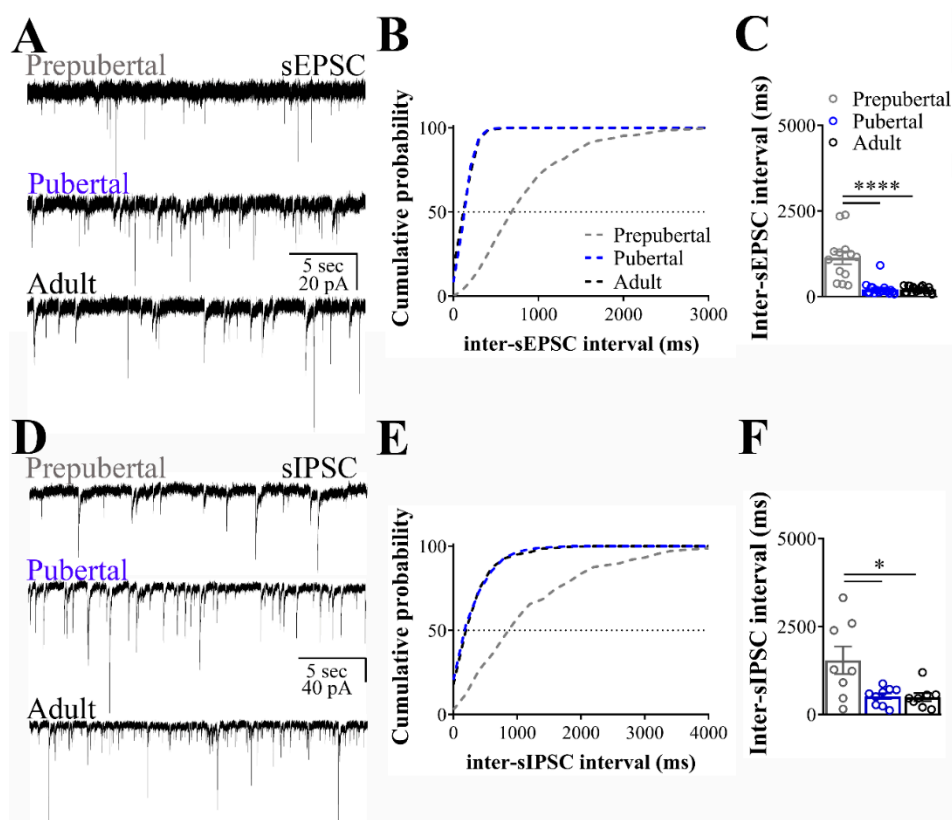 A
Prepubertal sEPSC
Pubertal
5 sec
20 pA
Adult
B
Cumulative probability
100
50
0
Prepubertal
Pubertal
Adult
0 1000 2000 3000
inter-sEPSC interval (ms)
C
Inter-sEPSC interval (ms)
Prepubertal
Pubertal
Adult
5000
****
2500
0
D
Prepubertal sIPSC
Pubertal
5 sec
40 pA
Adult
E
Cumulative probability
100
50
0
0 1000 2000 3000 4000
inter-sIPSC interval (ms)
F
Inter-sIPSC interval (ms)
5000
*
2500
0